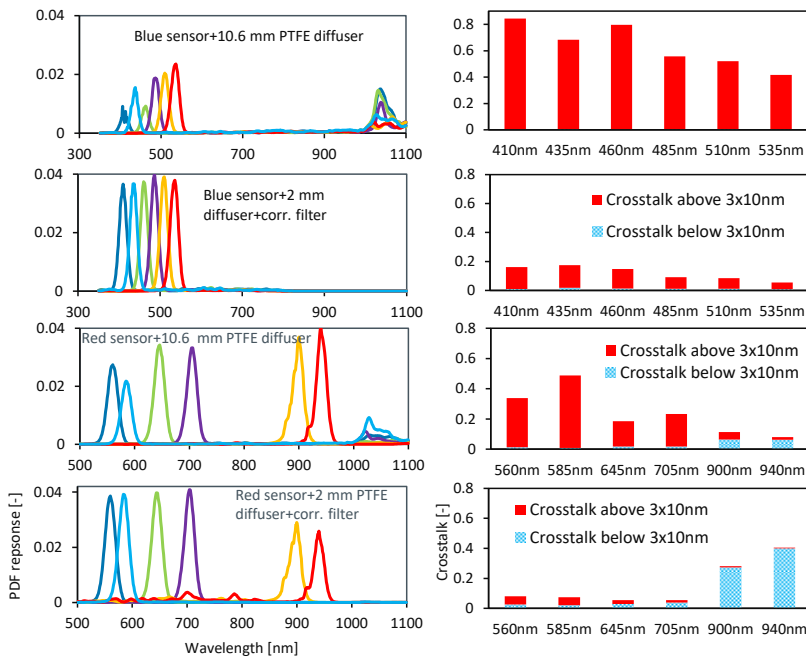 Blue sensor+10.6 mm PTFE diffuser
0.04
0.02
0
300 500 700 900 1100
0.8
0.6
0.4
0.2
0
410nm 435nm 460nm 485nm 510nm 535nm
Blue sensor+2 mm
diffuser+corr. filter
0.04
0.02
0
300 500 700 900 1100
Crosstalk above 3x10nm
Crosstalk below 3x10nm
0.8
0.6
0.4
0.2
0
410nm 435nm 460nm 485nm 510nm 535nm
Red sensor+10.6 mm PTFE diffuser
0.04
0.02
0
500 600 700 800 900 1000 1100
Crosstalk above 3x10nm
Crosstalk below 3x10nm
0.8
0.6
0.4
0.2
0
560nm 585nm 645nm 705nm 900nm 940nm
Red sensor+2 mm PTFE
diffuser+corr. filter
PDF repsonse [-]
0.04
0.02
0
500 600 700 800 900 1000 1100
Wavelength [nm]
Crosstalk above 3x10nm
Crosstalk below 3x10nm
Crosstalk [-]
0.8
0.6
0.4
0.2
0
560nm 585nm 645nm 705nm 900nm 940nm